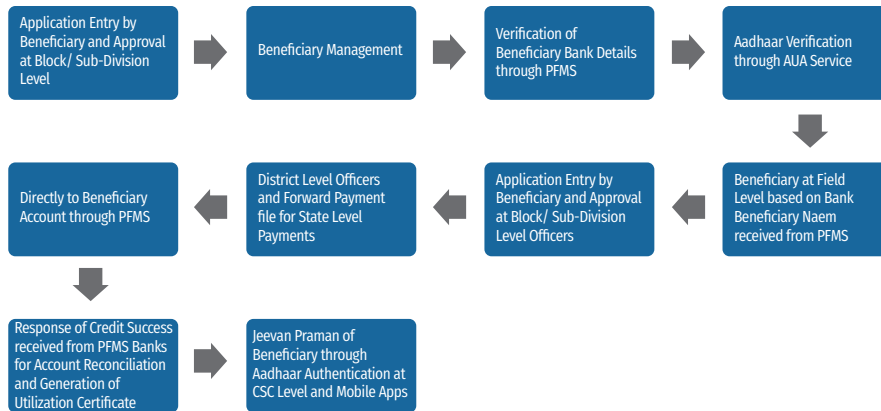 Application Entry by
Beneficiary and Approval
at Block/ Sub-Division
Level
Beneficiary Management
Verification of
Beneficiary Bank Details
through PFMS
Aadhaar Verification
through AUA Service
Beneficiary at Field
Level based on Bank
Beneficiary Naem
received from PFMS
Application Entry by
Beneficiary and Approval
at Block/ Sub-Division
Level Officers
District Level Officers
and Forward Payment
file for State Level
Payments
Directly to Beneficiary
Account through PFMS
Response of Credit Success
received from PFMS Banks
for Account Reconciliation
and Generation of
Utilization Certificate
Jeevan Praman of
Beneficiary through
Aadhaar Authentication at
CSC Level and Mobile Apps